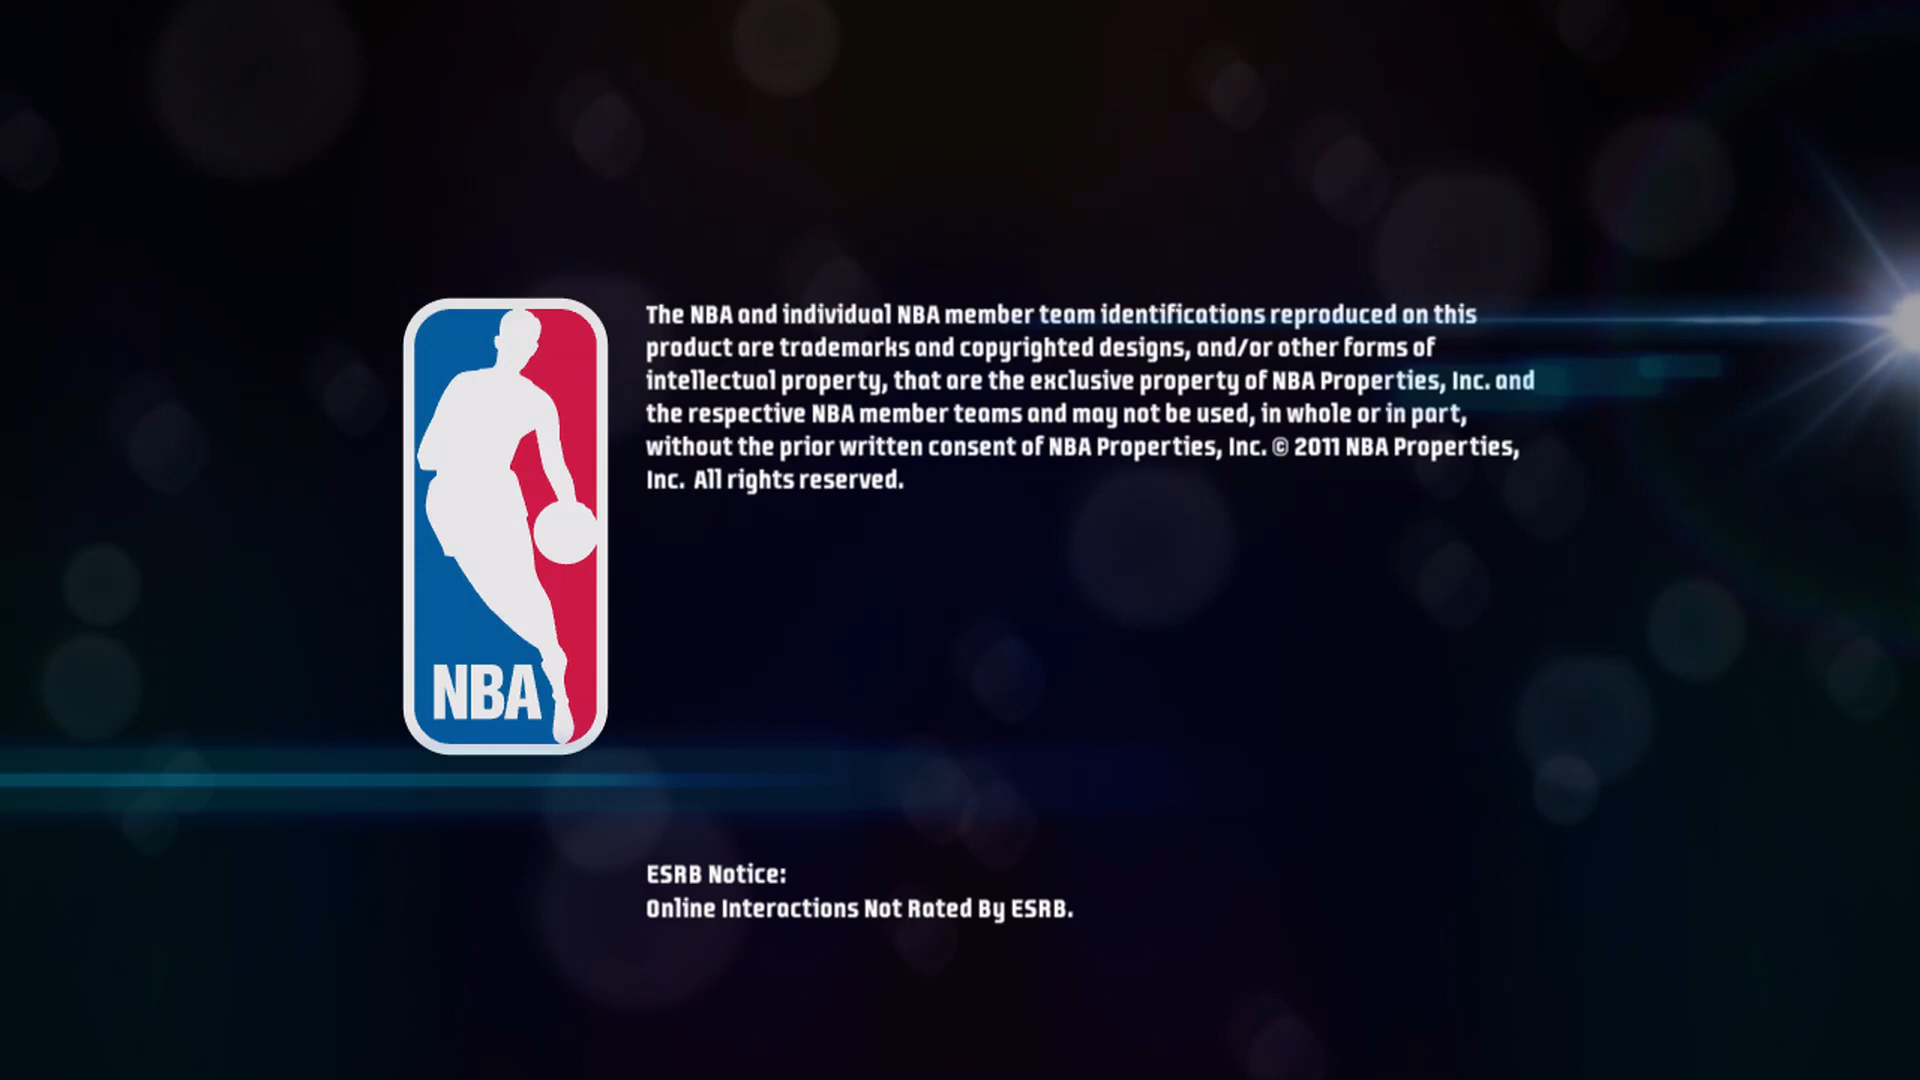 NBA
The NBA and individual NBA member team identifications reproduced on this
product are trademarks and copyrighted designs, and/or other forms of
intellectual property, that are the exclusive property of NBA Properties, Inc. and
the respective NBA member teams and may not be used, in whole or in part,
without the prior written consent of NBA Properties, Inc. © 2011 NBA Properties,
Inc. All rights reserved.
ESRB Notice:
Online Interactions Not Rated By ESRB.